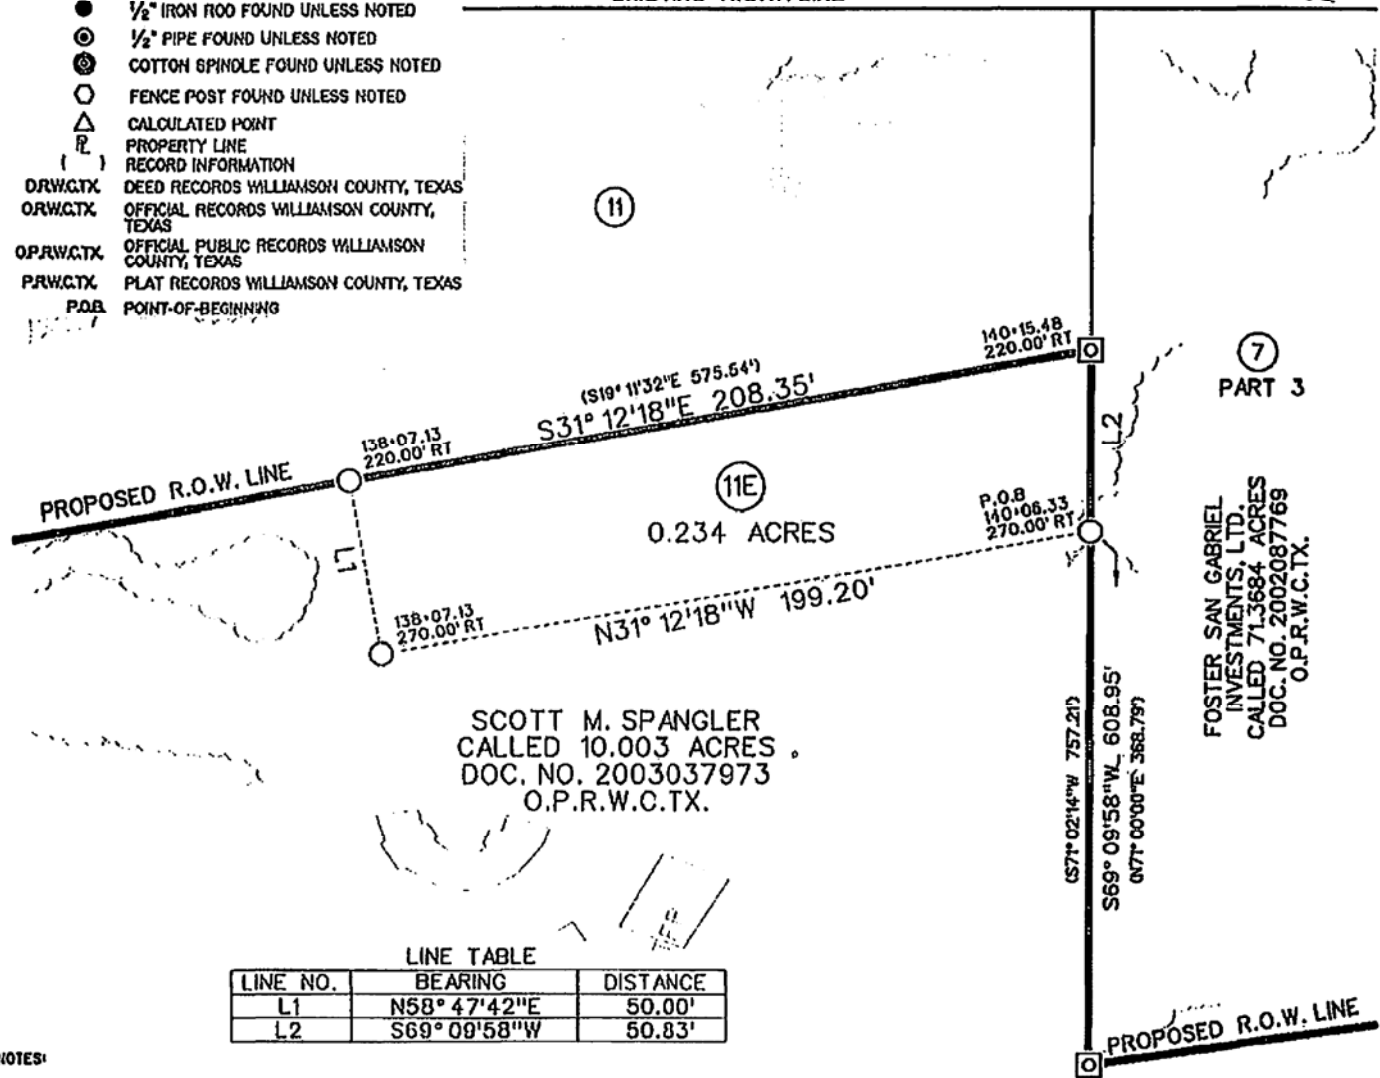 ½" IRON ROD FOUND UNLESS NOTED
½" PIPE FOUND UNLESS NOTED
COTTON SPINDLE FOUND UNLESS NOTED
FENCE POST FOUND UNLESS NOTED
CALCULATED POINT
PROPERTY LINE
( ) RECORD INFORMATION
D.R.W.C.TX. DEED RECORDS WILLIAMSON COUNTY, TEXAS
O.R.W.C.TX. OFFICIAL RECORDS WILLIAMSON COUNTY,
TEXAS
O.P.R.W.C.TX. OFFICIAL PUBLIC RECORDS WILLIAMSON
COUNTY, TEXAS
P.R.W.C.TX. PLAT RECORDS WILLIAMSON COUNTY, TEXAS
P.O.B. POINT-OF-BEGINNING
11
140+15.48
220.00' RT
7
PART 3
(S19° 11'32"E 575.54')
S31° 12'18"E 208.35'
138+07.13
220.00' RT
PROPOSED R.O.W. LINE
L2
11E
0.234 ACRES
P.O.B
140+06.33
270.00' RT
L1
138+07.13
270.00' RT
N31° 12'18"W 199.20'
FOSTER SAN GABRIEL
INVESTMENTS, LTD.
CALLED 71.3684 ACRES
DOC. NO. 2002087769
O.P.R.W.C.TX.
(S71° 02'14"W 757.21')
S69° 09'58"W 608.95'
(N71° 00'00"E 368.79')
SCOTT M. SPANGLER
CALLED 10.003 ACRES
DOC. NO. 2003037973
O.P.R.W.C.TX.
LINE TABLE
LINE NO. BEARING DISTANCE
L1 N58° 47'42"E 50.00'
L2 S69° 09'58"W 50.83'
PROPOSED R.O.W. LINE
NOTES: